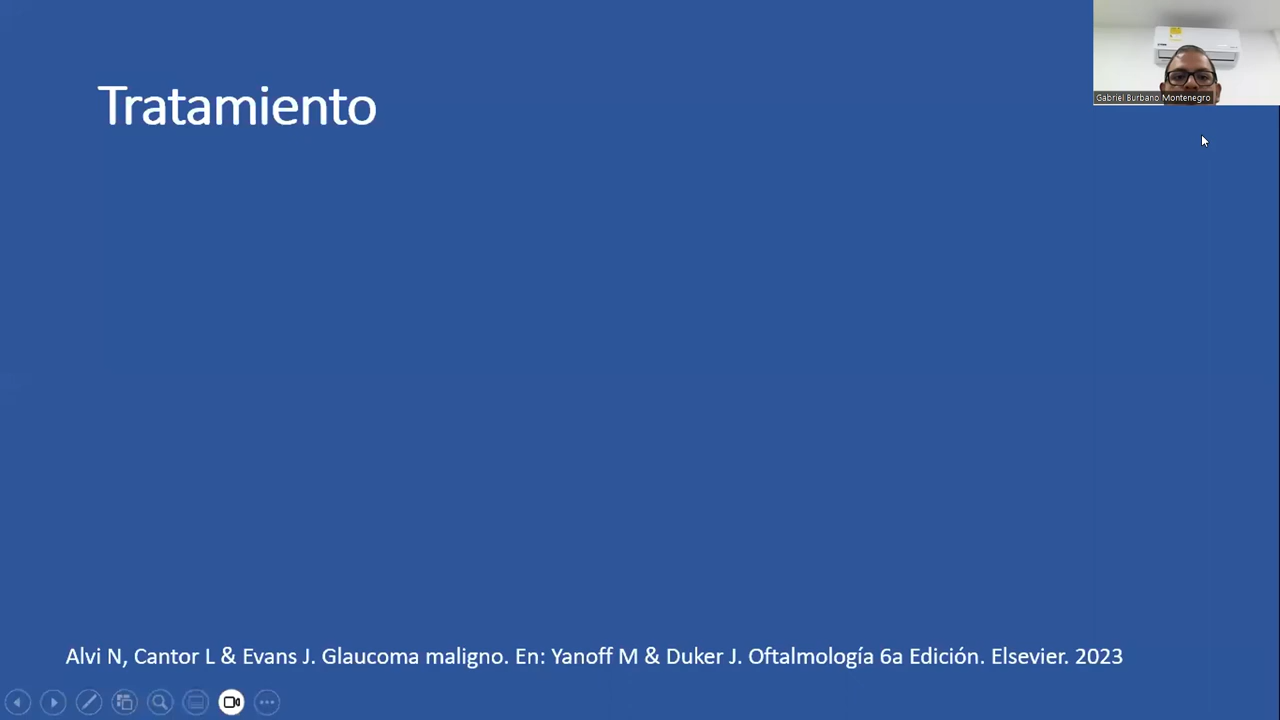 Tratamiento
Gabriel Burbano Montenegro
Alvi N, Cantor L & Evans J. Glaucoma maligno. En: Yanoff M & Duker J. Oftalmología 6a Edición. Elsevier. 2023